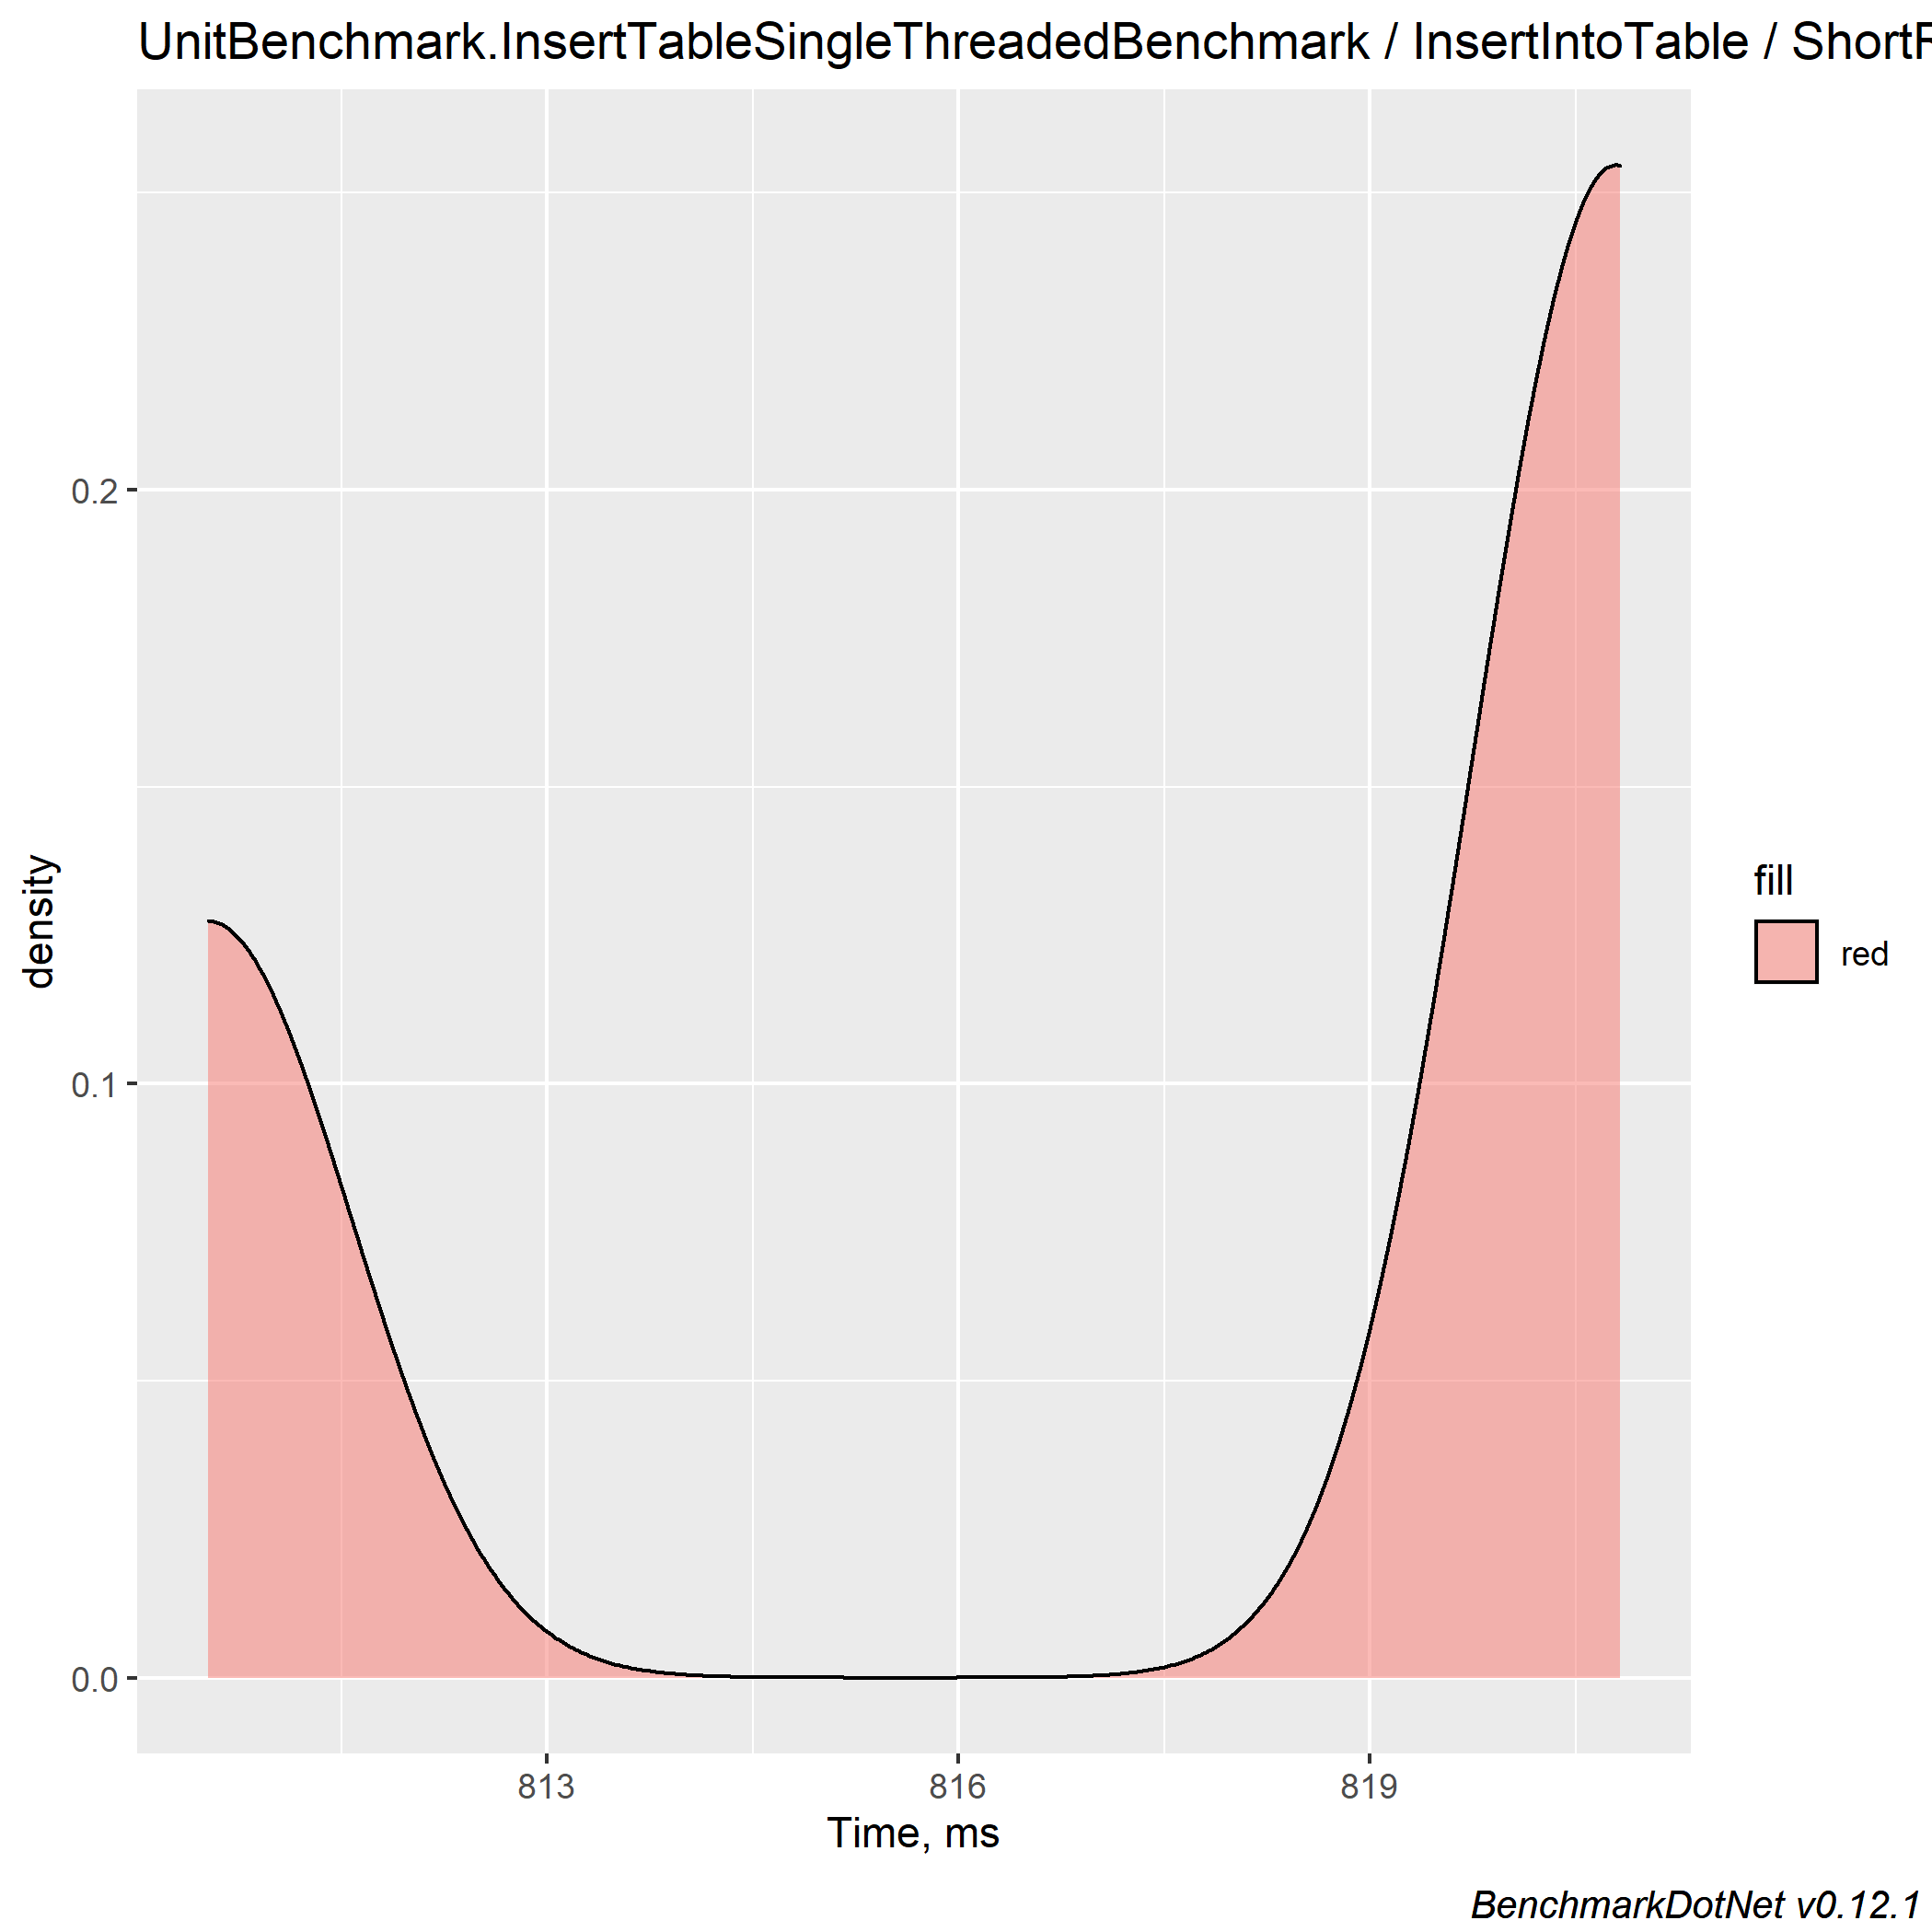 UnitBenchmark.InsertTableSingleThreadedBenchmark / InsertIntoTable / ShortR
0.2
0.1
0.0
density
813 816 819
Time, ms
fill
red
BenchmarkDotNet v0.12.1